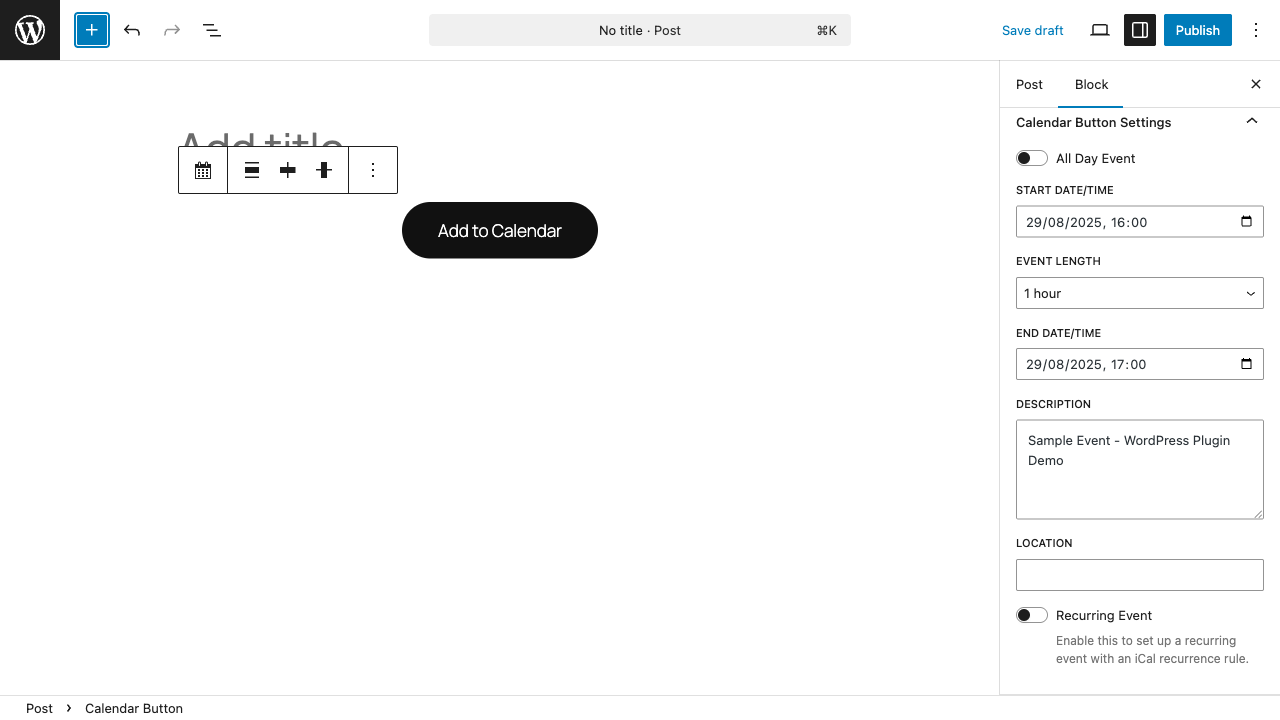 No title · Post
⌘K
Save draft
Publish
Post
Block
Calendar Button Settings
All Day Event
START DATE/TIME
29/08/2025, 16:00
EVENT LENGTH
1 hour
END DATE/TIME
29/08/2025, 17:00
DESCRIPTION
Sample Event - WordPress Plugin
Demo
LOCATION
Recurring Event
Enable this to set up a recurring
event with an iCal recurrence rule.
Add title
Add to Calendar
Post
Calendar Button